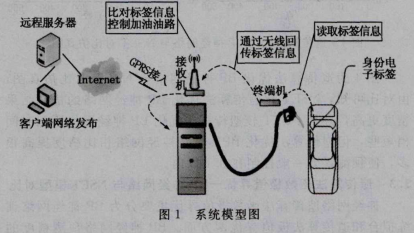 远程服务器
比对标签信息
控制加油油路
通过无线回
传标签信息
读取标签信息
Internet
GPRS接入
接收机
终端机
身份电
子标签
客户端网络发布
图 1 系统模型图